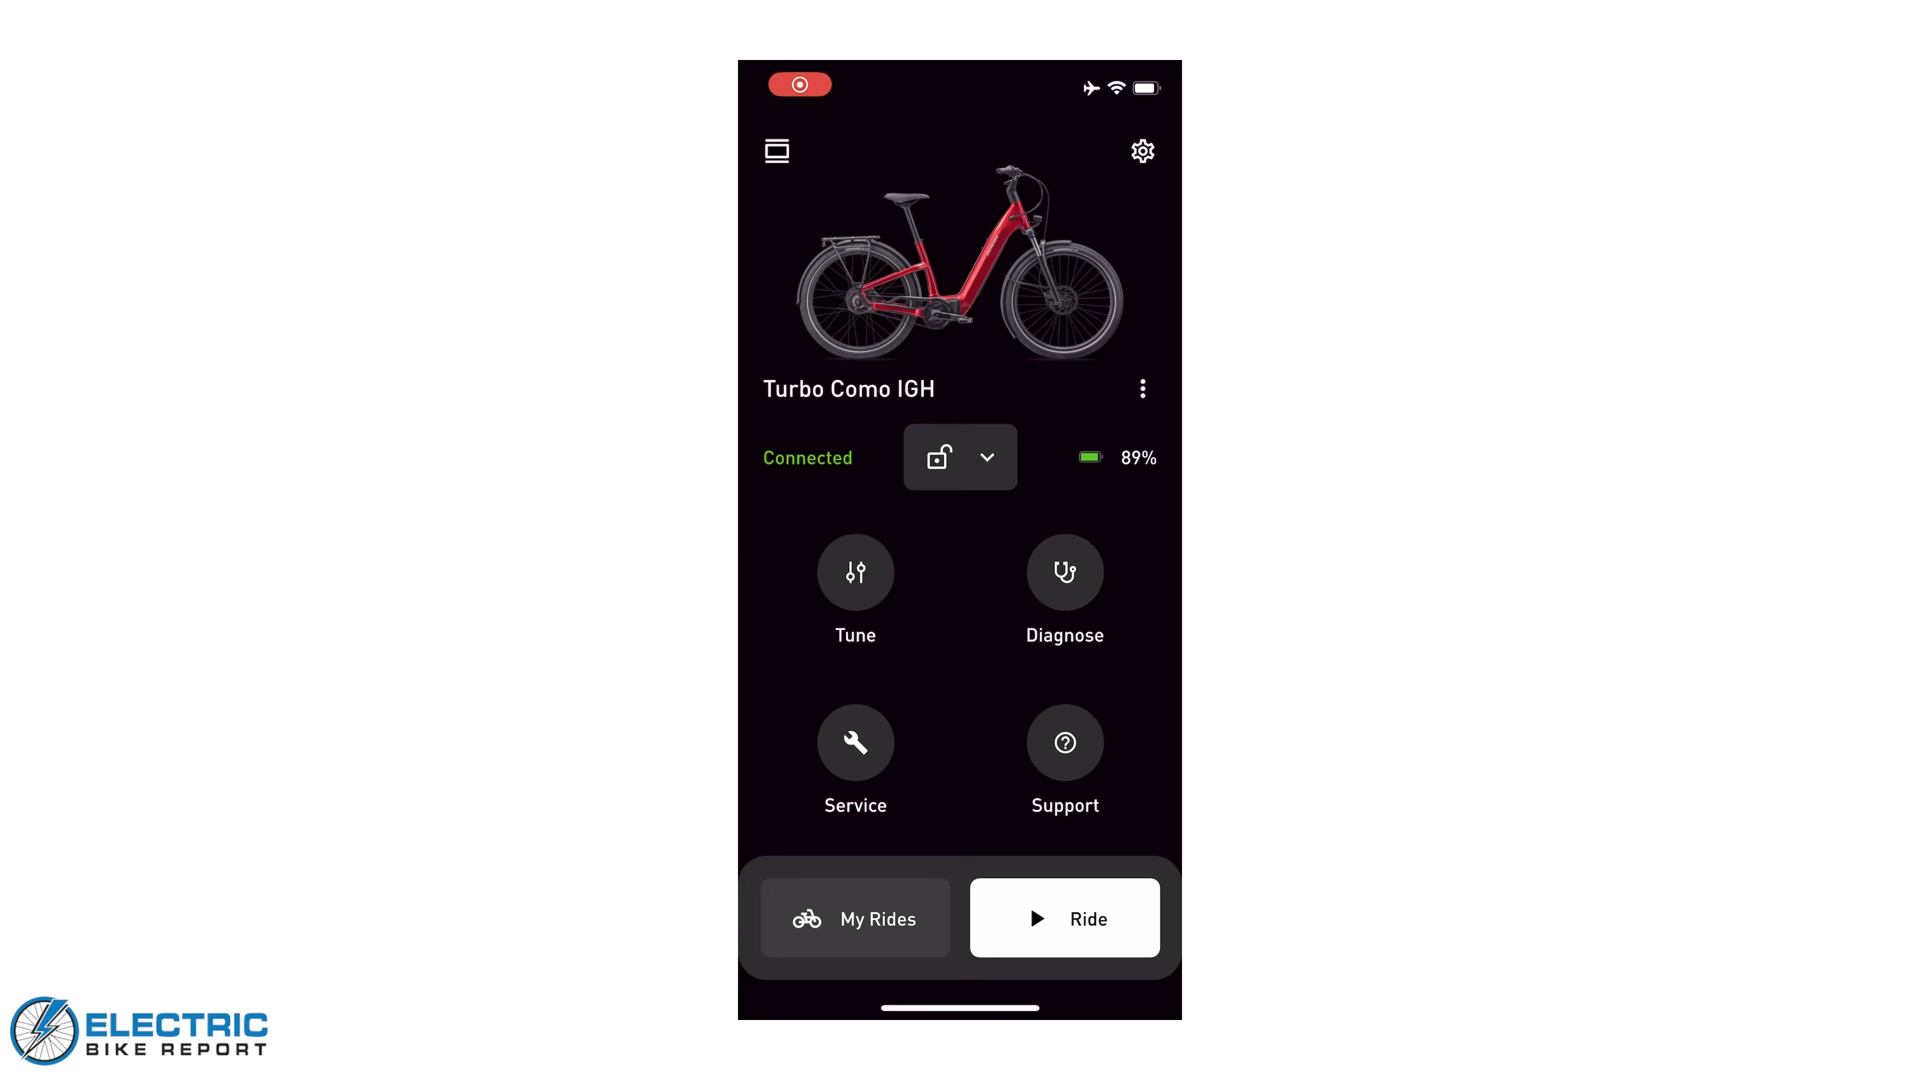 Turbo Como IGH
Connected
89%
Tune
Diagnose
Service
Support
My Rides
Ride
ELECTRIC
BIKE REPORT